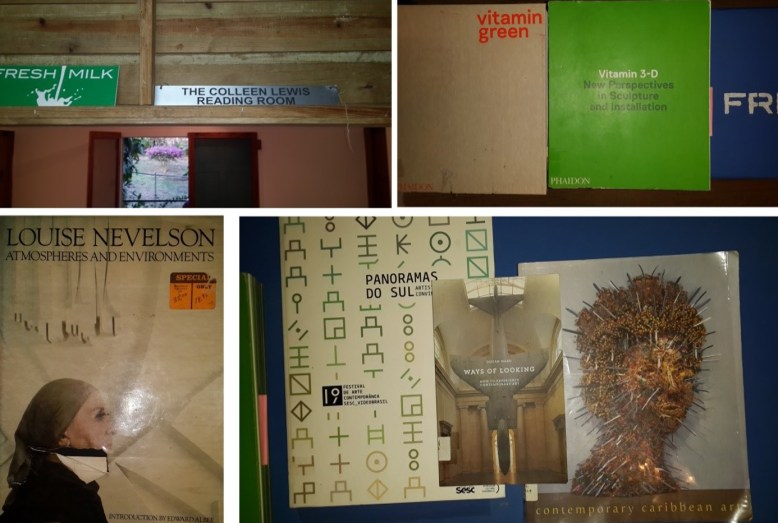 FRESH MILK
THE COLLEEN LEWIS
READING ROOM
vitamin
green
Vitamin 3-D
New Perspectives
in Sculpture
and Installation
PHAIDON
FRE
LOUISE NEVELSON
ATMOSPHERES AND ENVIRONMENTS
SPECIAL
INTRODUCTION BY EDWARD ALBEE
PANORAMAS
DO SUL
19
FESTIVAL
DE ARTE
CONTEMPORÂNEA
SESC_VIDEOBRASIL
sesc
WAYS OF LOOKING
contemporary caribbean art